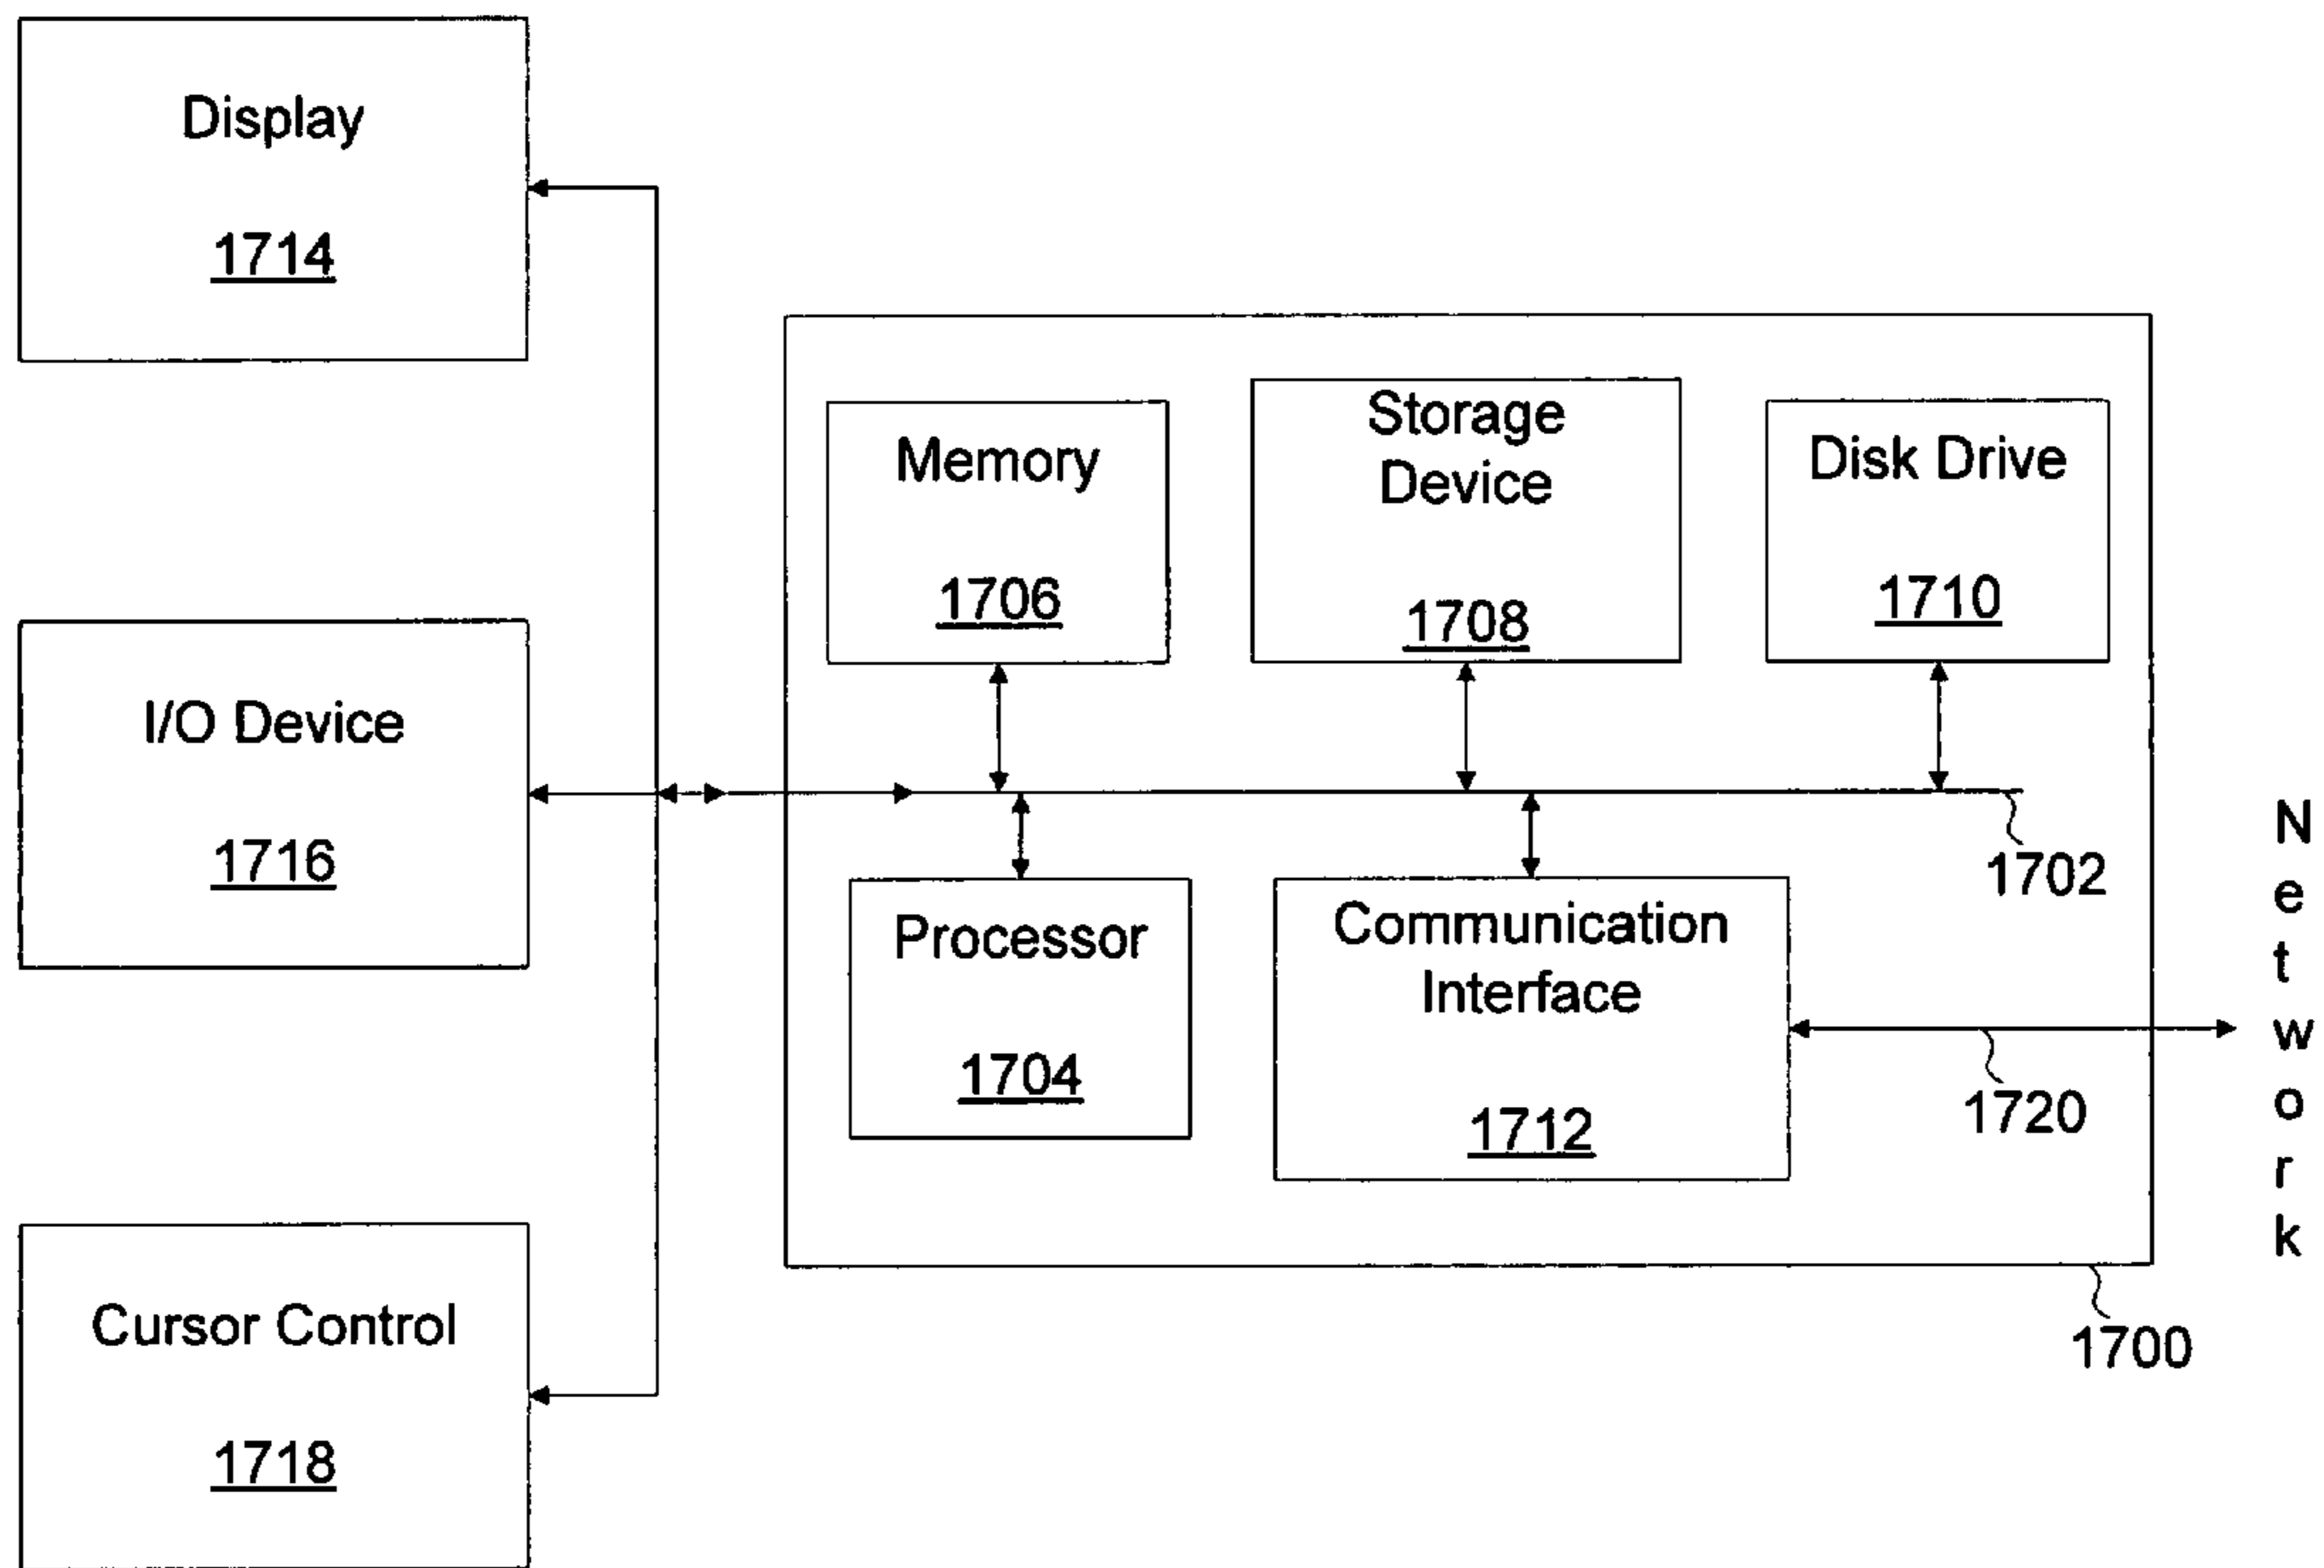 Display
1714
I/O Device
1716
Cursor Control
1718
Memory
1706
Storage
Device
1708
Disk Drive
1710
1702
Processor
1704
Communication
Interface
1712
1720
1700
Network